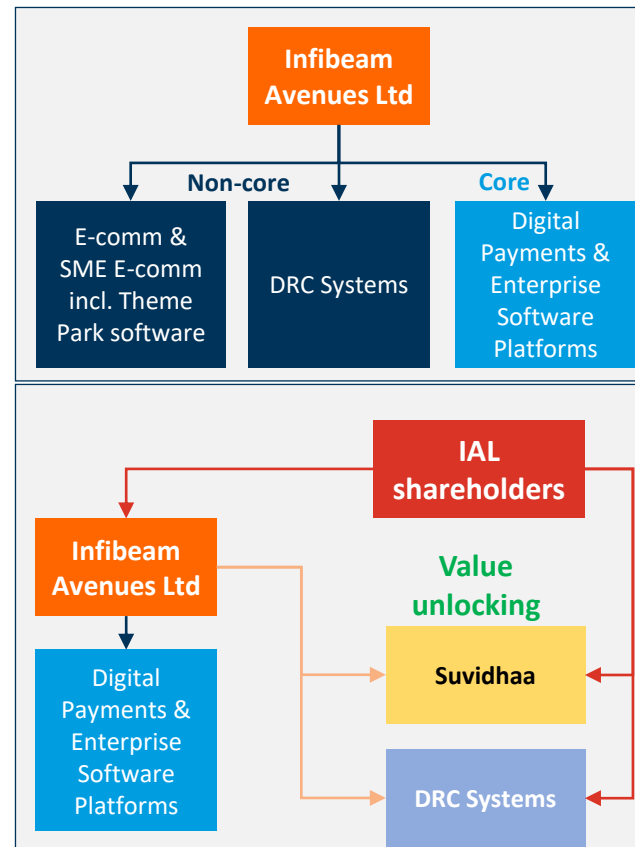 Infibeam
Avenues Ltd
Non-core
Core
E-comm &
SME E-comm
incl. Theme
Park software
DRC Systems
Digital
Payments &
Enterprise
Software
Platforms
IAL
shareholders
Infibeam
Avenues Ltd
Value
unlocking
Suvidhaa
Digital
Payments &
Enterprise
Software
Platforms
DRC Systems